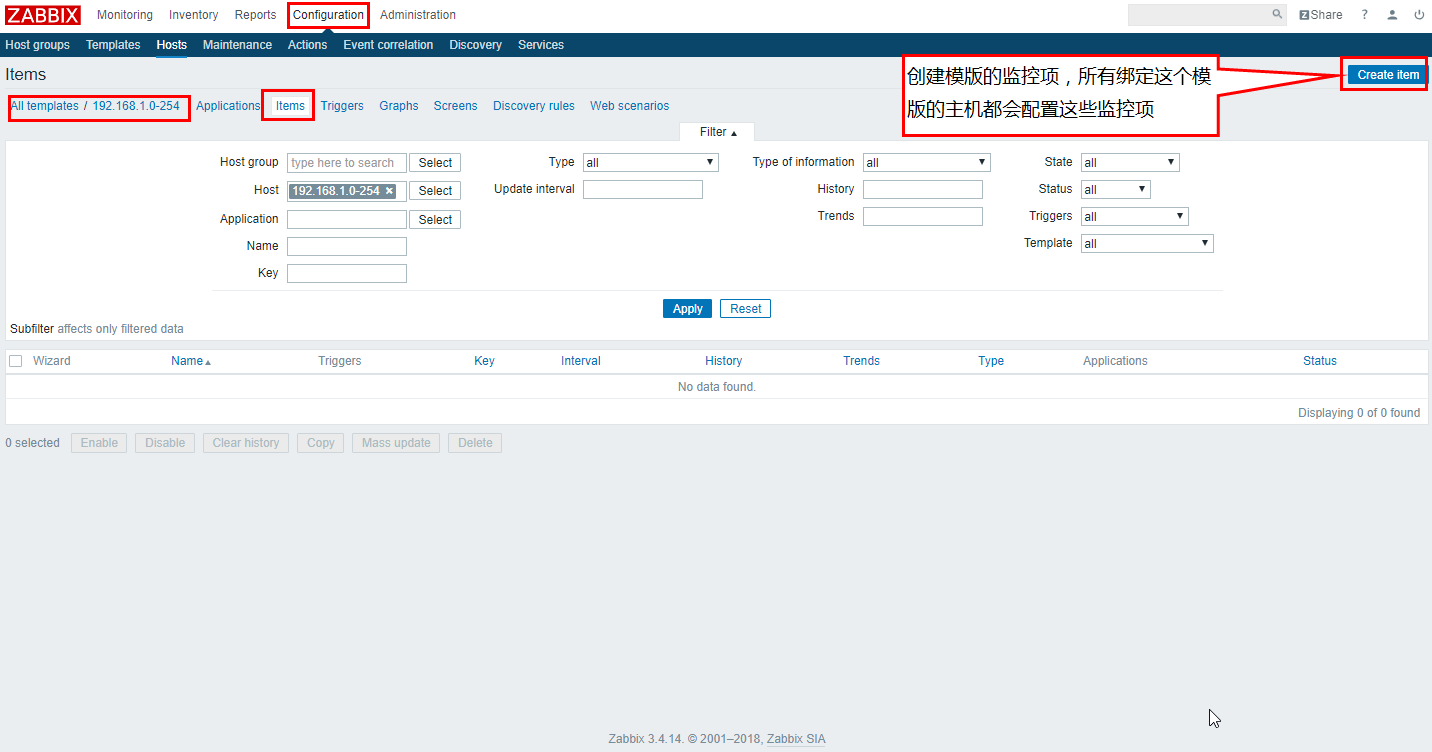 ZABBIX Monitoring Inventory Reports Configuration Administration Z Share ?
Host groups Templates Hosts Maintenance Actions Event correlation Discovery Services
Items
创建模版的监控项，所有绑定这个模
版的主机都会配置这些监控项
Create item
All templates / 192.168.1.0-254 Applications Items Triggers Graphs Screens Discovery rules Web scenarios
Filter ▲
Host group type here to search Select Type all ▼ Type of information all ▼ State all ▼
Host 192.168.1.0-254 ✖ Select Update interval History Status all ▼
Application Select Trends Triggers all ▼
Name Template all ▼
Key
Apply Reset
Subfilter affects only filtered data
Wizard Name ▲ Triggers Key Interval History Trends Type Applications Status
No data found.
Displaying 0 of 0 found
0 selected Enable Disable Clear history Copy Mass update Delete
Zabbix 3.4.14. © 2001–2018, Zabbix SIA